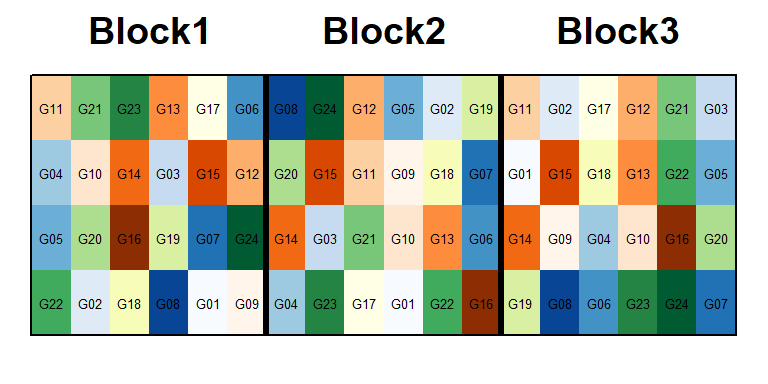 Block1 Block2 Block3
G11 G21 G23 G13 G17 G06 G08 G24 G12 G05 G02 G19 G11 G02 G17 G12 G21 G03
G04 G10 G14 G03 G15 G12 G20 G15 G11 G09 G18 G07 G01 G15 G18 G13 G22 G05
G05 G20 G16 G19 G07 G24 G14 G03 G21 G10 G13 G06 G14 G09 G04 G10 G16 G20
G22 G02 G18 G08 G01 G09 G04 G23 G17 G01 G22 G16 G19 G08 G06 G23 G24 G07